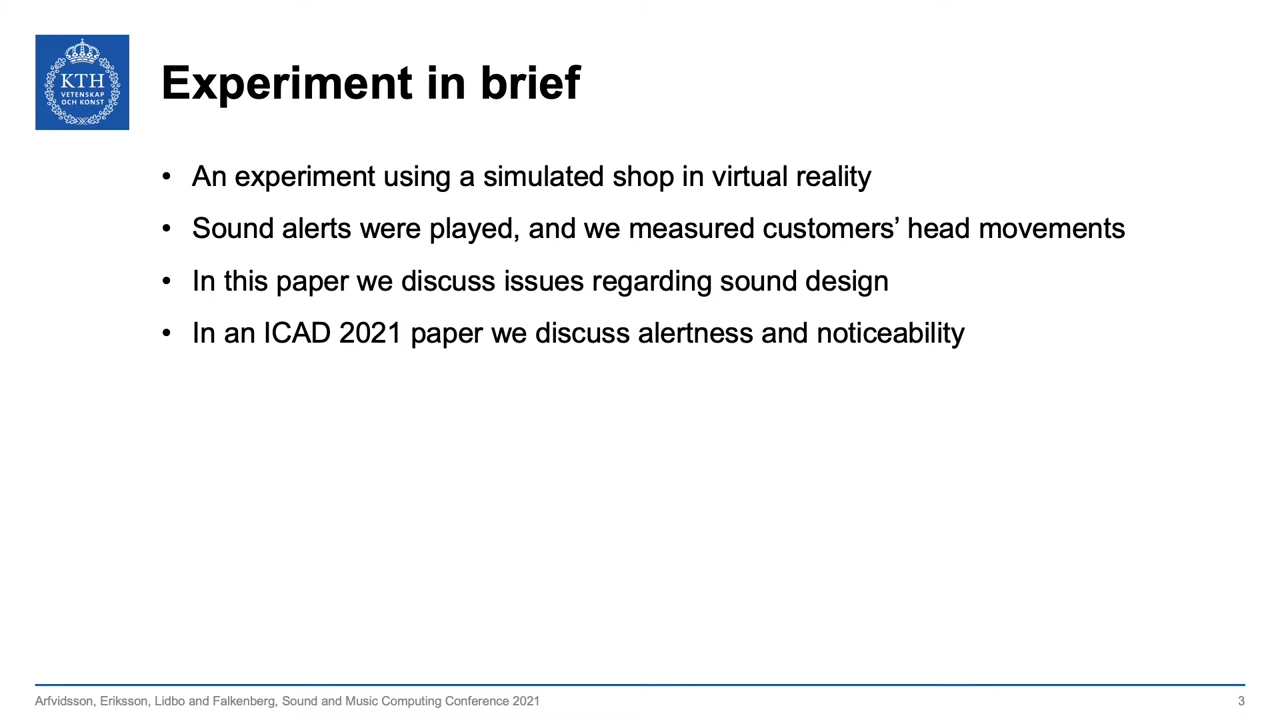 KTH
VETENSKAP
OCH KONST
Experiment in brief
• An experiment using a simulated shop in virtual reality
• Sound alerts were played, and we measured customers’ head movements
• In this paper we discuss issues regarding sound design
• In an ICAD 2021 paper we discuss alertness and noticeability
Arfvidsson, Eriksson, Lidbo and Falkenberg, Sound and Music Computing Conference 2021
3